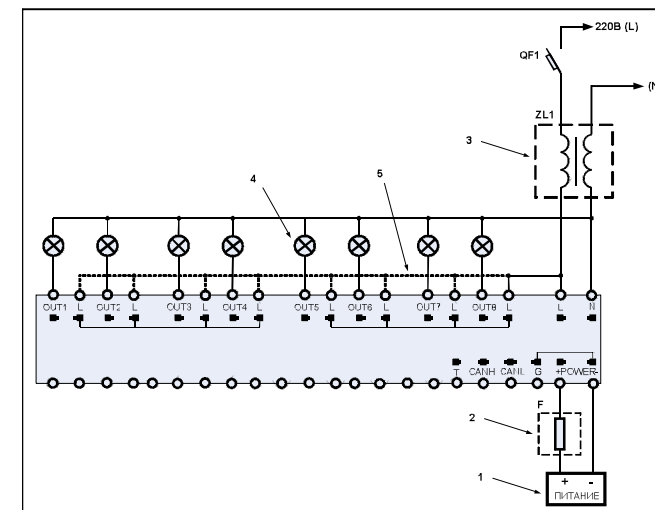 220В (L)
QF1
(N
ZL1
3
4
5
OUT1 L OUT2 L OUT3 L OUT4 L OUT5 L OUT6 L OUT7 L OUT8 L L N
T CANH CANL G +POWER-
F
2
1
+ -
ПИТАНИЕ